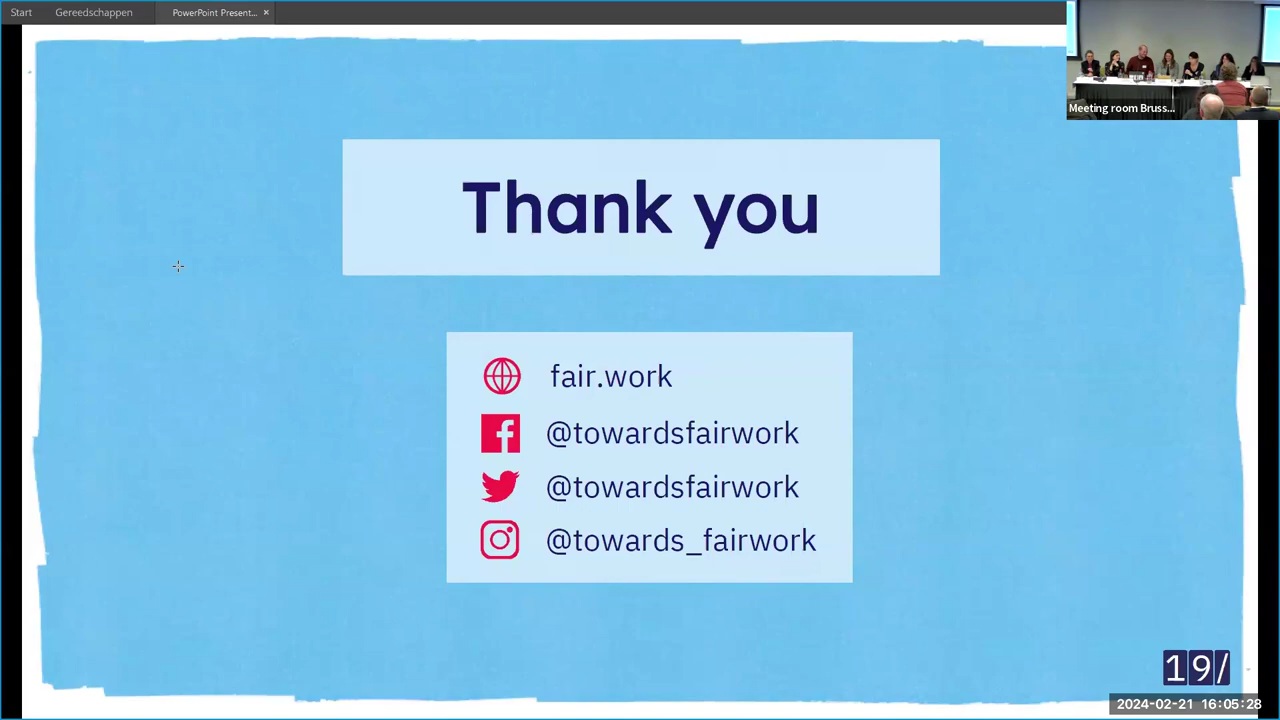 Start Gereedschappen PowerPoint Present... ×
Meeting room Bruss...
Thank you
fair.work
@towardsfairwork
@towardsfairwork
@towards_fairwork
19/
2024-02-21 16:05:28